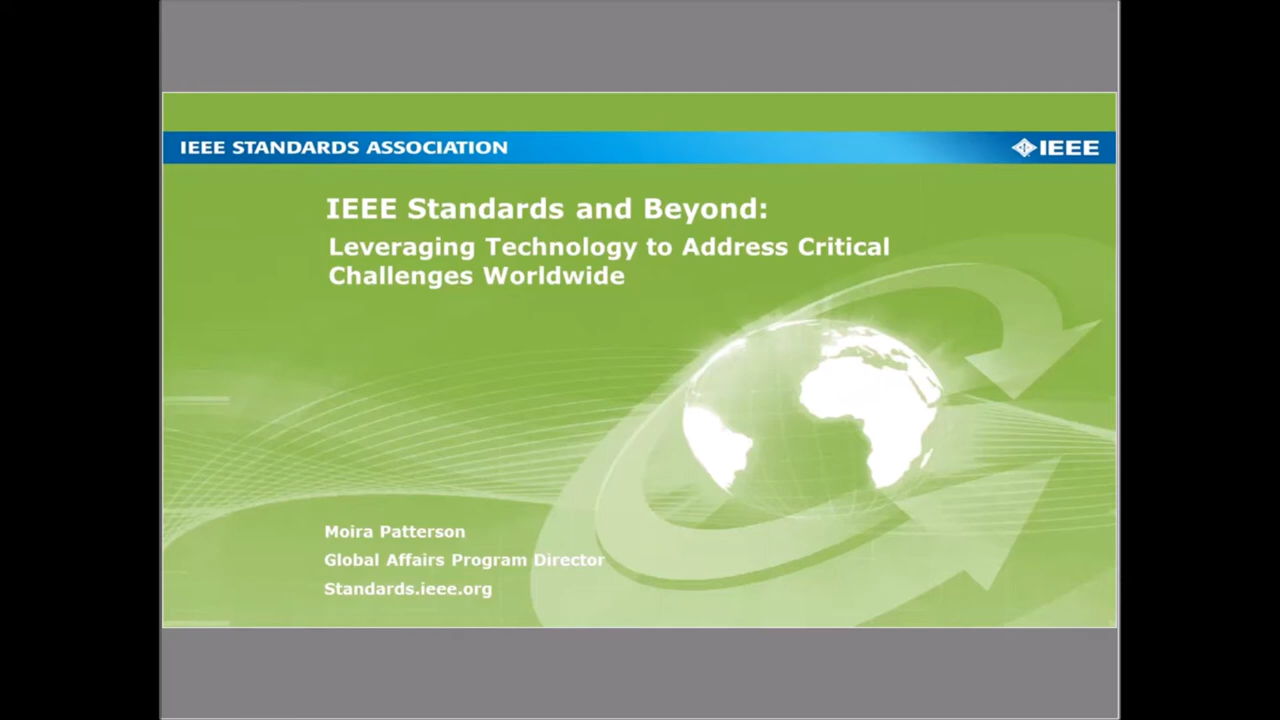 IEEE STANDARDS ASSOCIATION
IEEE
IEEE Standards and Beyond:
Leveraging Technology to Address Critical
Challenges Worldwide
Moira Patterson
Global Affairs Program Director
Standards.ieee.org